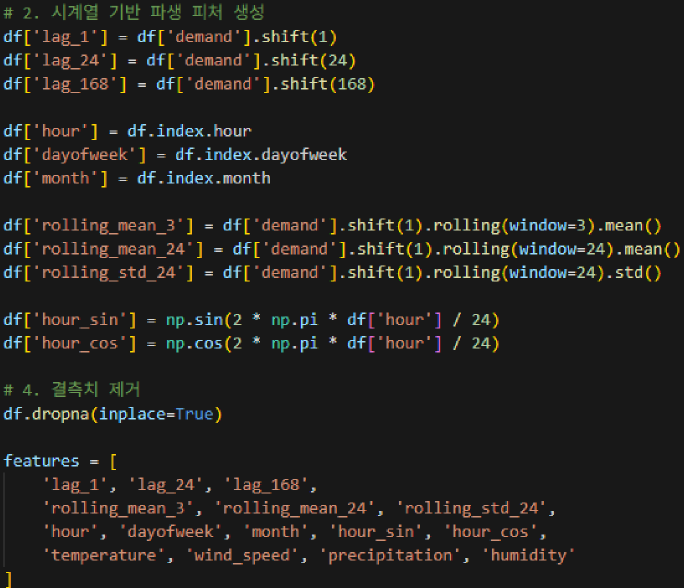 # 2. 시계열 기반 파생 피처 생성
df['lag_1'] = df['demand'].shift(1)
df['lag_24'] = df['demand'].shift(24)
df['lag_168'] = df['demand'].shift(168)
df['hour'] = df.index.hour
df['dayofweek'] = df.index.dayofweek
df['month'] = df.index.month
df['rolling_mean_3'] = df['demand'].shift(1).rolling(window=3).mean()
df['rolling_mean_24'] = df['demand'].shift(1).rolling(window=24).mean()
df['rolling_std_24'] = df['demand'].shift(1).rolling(window=24).std()
df['hour_sin'] = np.sin(2 * np.pi * df['hour'] / 24)
df['hour_cos'] = np.cos(2 * np.pi * df['hour'] / 24)
# 4. 결측치 제거
df.dropna(inplace=True)
features = [
'lag_1', 'lag_24', 'lag_168',
'rolling_mean_3', 'rolling_mean_24', 'rolling_std_24',
'hour', 'dayofweek', 'month', 'hour_sin', 'hour_cos',
'temperature', 'wind_speed', 'precipitation', 'humidity'
]